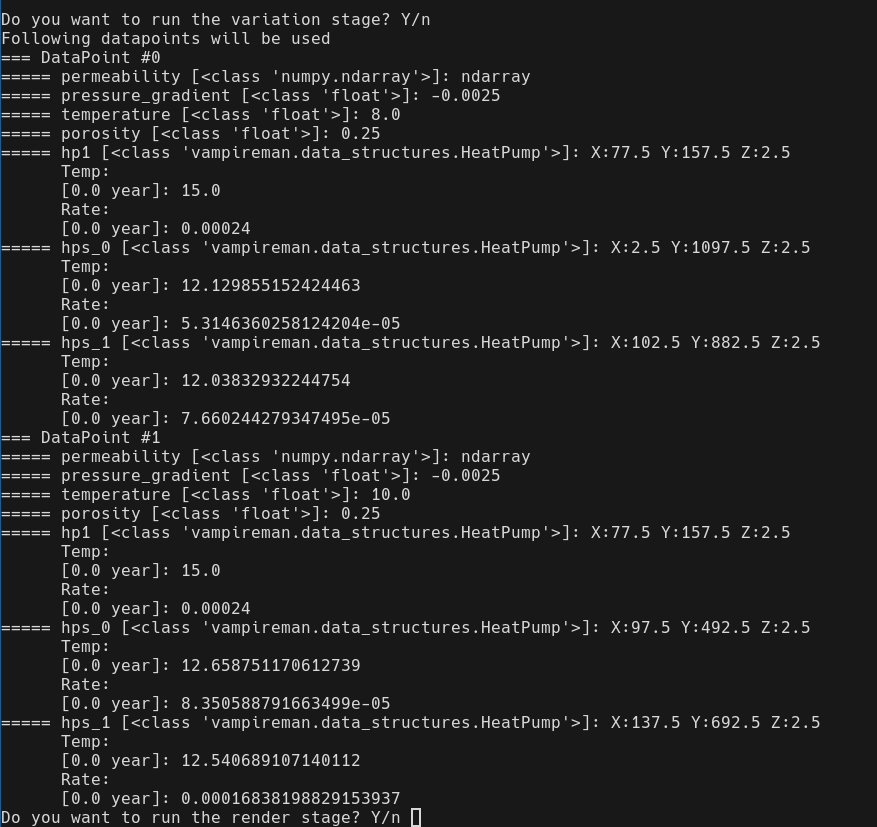 Do you want to run the variation stage? Y/n
Following datapoints will be used
=== DataPoint #0
===== permeability [<class 'numpy.ndarray'>]: ndarray
===== pressure_gradient [<class 'float'>]: -0.0025
===== temperature [<class 'float'>]: 8.0
===== porosity [<class 'float'>]: 0.25
===== hp1 [<class 'vampireman.data_structures.HeatPump'>]: X:77.5 Y:157.5 Z:2.5
Temp:
[0.0 year]: 15.0
Rate:
[0.0 year]: 0.00024
===== hps_0 [<class 'vampireman.data_structures.HeatPump'>]: X:2.5 Y:1097.5 Z:2.5
Temp:
[0.0 year]: 12.129855152424463
Rate:
[0.0 year]: 5.3146360258124204e-05
===== hps_1 [<class 'vampireman.data_structures.HeatPump'>]: X:102.5 Y:882.5 Z:2.5
Temp:
[0.0 year]: 12.03832932244754
Rate:
[0.0 year]: 7.660244279347495e-05
=== DataPoint #1
===== permeability [<class 'numpy.ndarray'>]: ndarray
===== pressure_gradient [<class 'float'>]: -0.0025
===== temperature [<class 'float'>]: 10.0
===== porosity [<class 'float'>]: 0.25
===== hp1 [<class 'vampireman.data_structures.HeatPump'>]: X:77.5 Y:157.5 Z:2.5
Temp:
[0.0 year]: 15.0
Rate:
[0.0 year]: 0.00024
===== hps_0 [<class 'vampireman.data_structures.HeatPump'>]: X:97.5 Y:492.5 Z:2.5
Temp:
[0.0 year]: 12.658751170612739
Rate:
[0.0 year]: 8.350588791663499e-05
===== hps_1 [<class 'vampireman.data_structures.HeatPump'>]: X:137.5 Y:692.5 Z:2.5
Temp:
[0.0 year]: 12.540689107140112
Rate:
[0.0 year]: 0.00016838198829153937
Do you want to run the render stage? Y/n